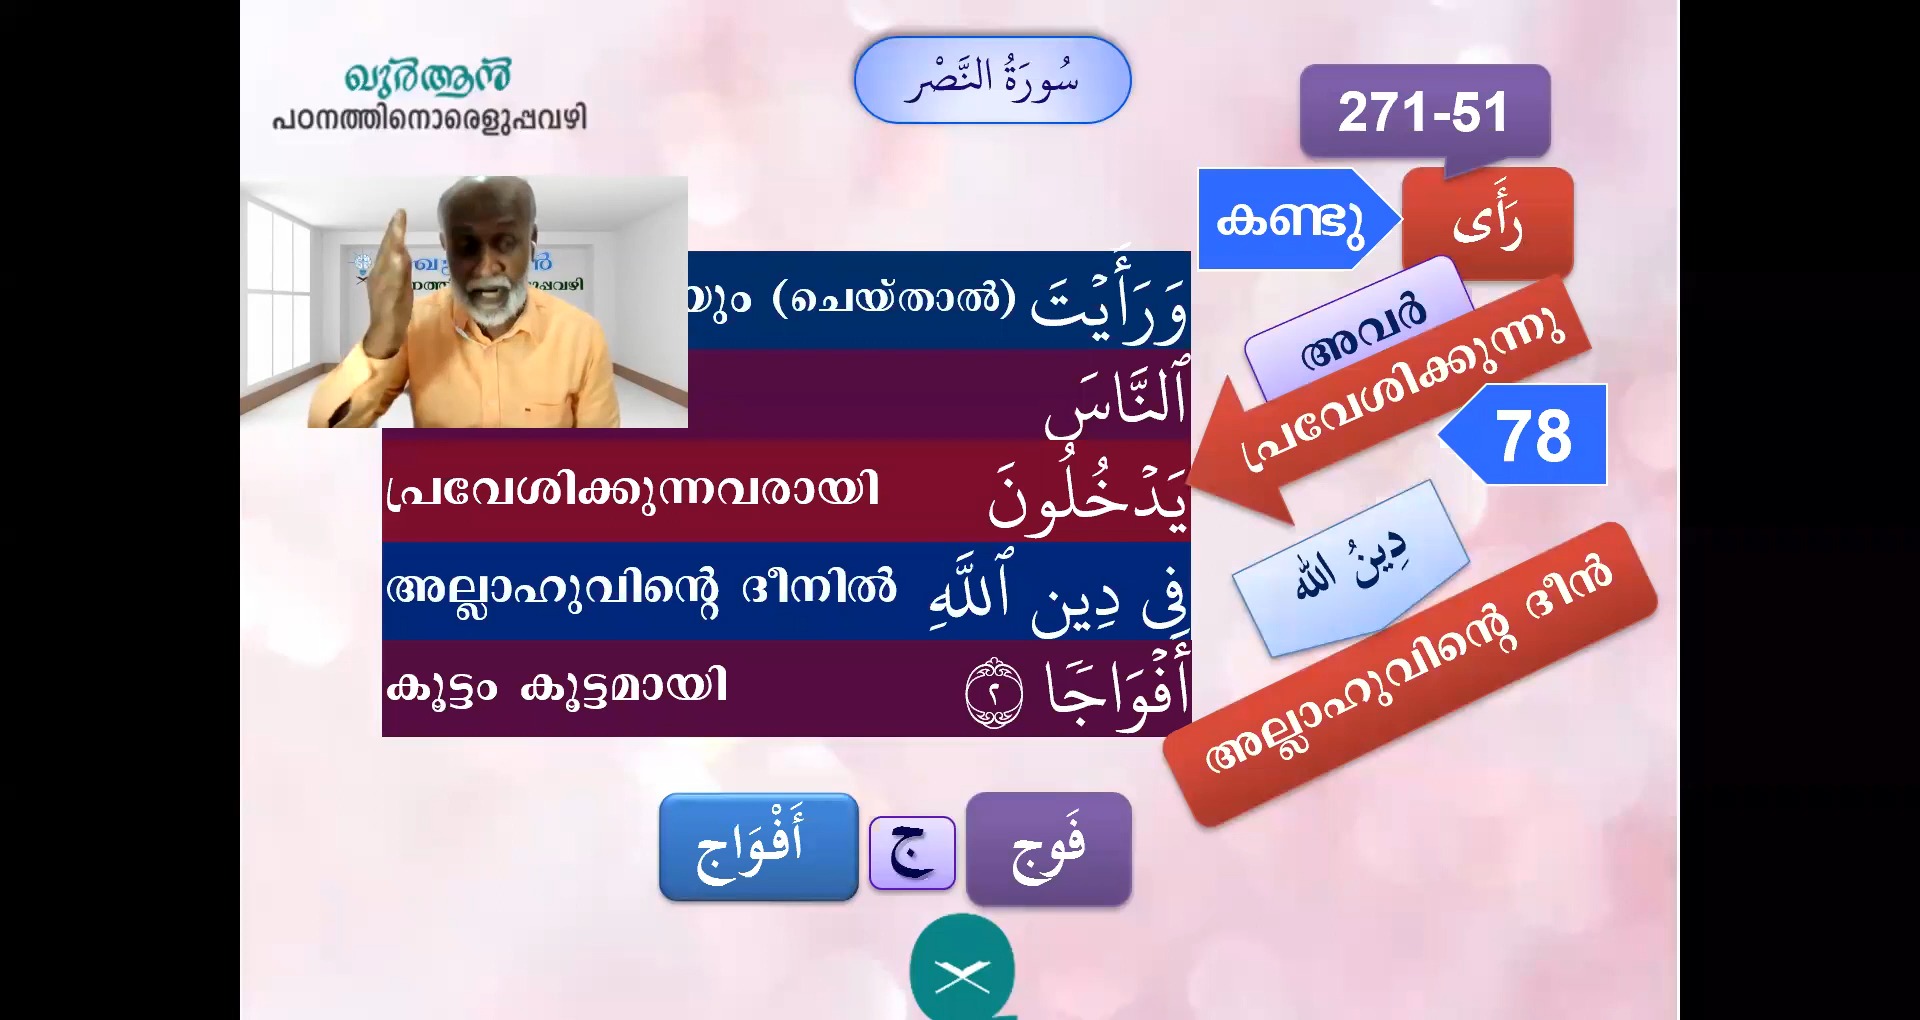 ഖുർആൻ
പഠനത്തിനൊരെളുപ്പവഴി
سُورَةُ النَّصْر
271-51
കണ്ടു
رَأَى
യും (ചെയ്താൽ) وَرَأَيْتَ
ٱلنَّاسَ
പ്രവേശിക്കുന്നവരായി يَدْخُلُونَ
അല്ലാഹുവിന്റെ ദീനിൽ فِى دِينِ ٱللَّهِ
കൂട്ടം കൂട്ടമായി أَفْوَاجًا ٢
അവർ
പ്രവേശിക്കുന്നു
78
دِينُ الله
അല്ലാഹുവിന്റെ ദീൻ
فَوج
ج
أَفْوَاج